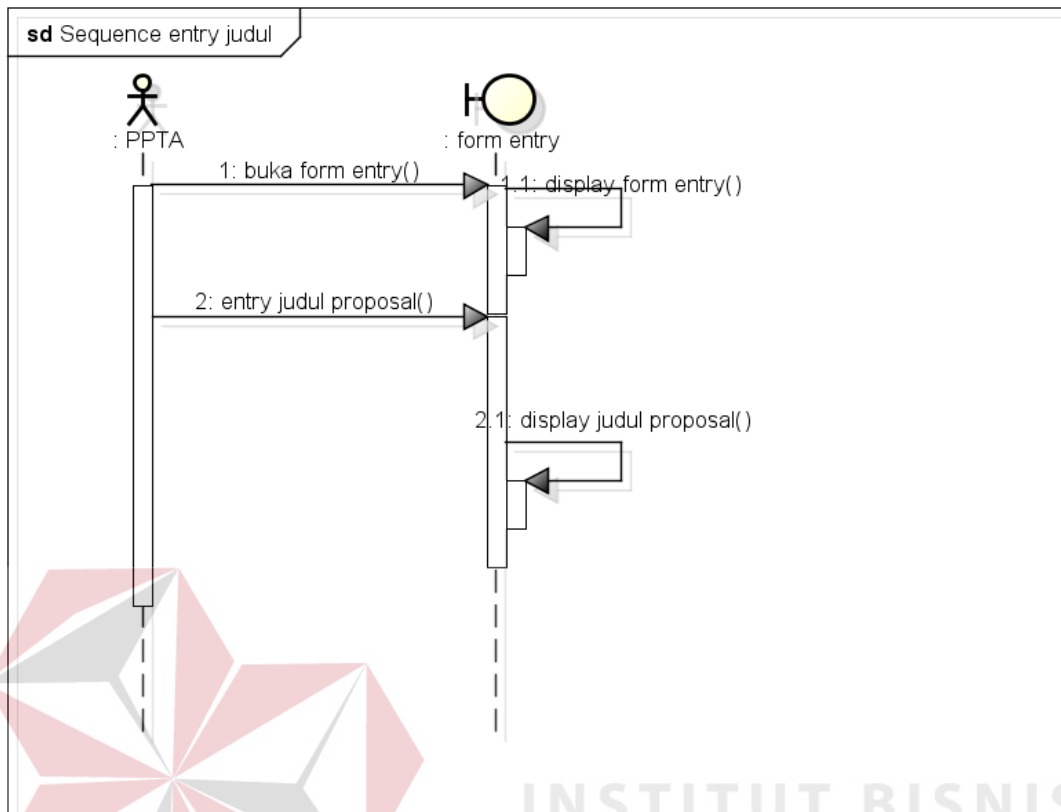 sd Sequence entry judul
: PPTA
: form entry
1: buka form entry()
1.1: display form entry()
2: entry judul proposal()
2.1: display judul proposal()
INSTITUT BISNIS